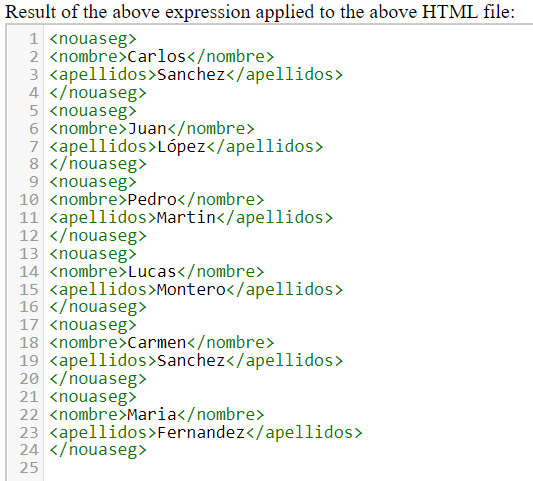 Result of the above expression applied to the above HTML file:
1 <nouaseg>
2 <nombre>Carlos</nombre>
3 <apellidos>Sanchez</apellidos>
4 </nouaseg>
5 <nouaseg>
6 <nombre>Juan</nombre>
7 <apellidos>López</apellidos>
8 </nouaseg>
9 <nouaseg>
10 <nombre>Pedro</nombre>
11 <apellidos>Martin</apellidos>
12 </nouaseg>
13 <nouaseg>
14 <nombre>Lucas</nombre>
15 <apellidos>Montero</apellidos>
16 </nouaseg>
17 <nouaseg>
18 <nombre>Carmen</nombre>
19 <apellidos>Sanchez</apellidos>
20 </nouaseg>
21 <nouaseg>
22 <nombre>Maria</nombre>
23 <apellidos>Fernandez</apellidos>
24 </nouaseg>
25